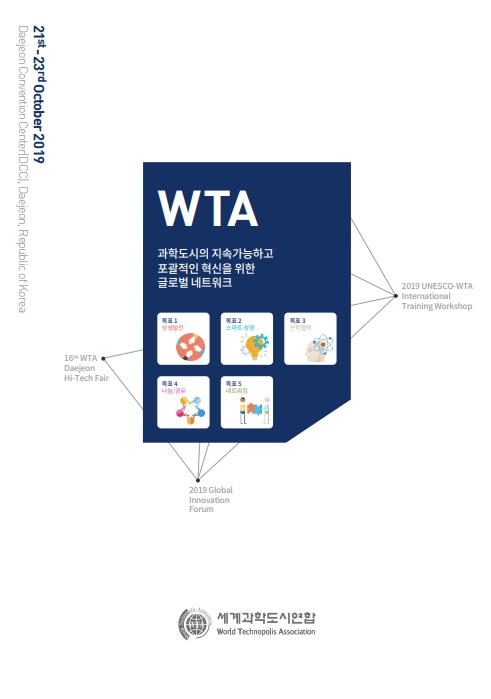 21st - 23rd October 2019
Daejeon Convention Center(DCC), Daejeon, Republic of Korea
WTA
과학도시의 지속가능하고
포괄적인 혁신을 위한
글로벌 네트워크
목표 1
상생발전
목표 2
스마트 성장
목표 3
산학협력
목표 4
나눔/공유
목표 5
네트워킹
2019 UNESCO-WTA
International
Training Workshop
16th WTA
Daejeon
Hi-Tech Fair
2019 Global
Innovation
Forum
세계과학도시연합
World Technopolis Association